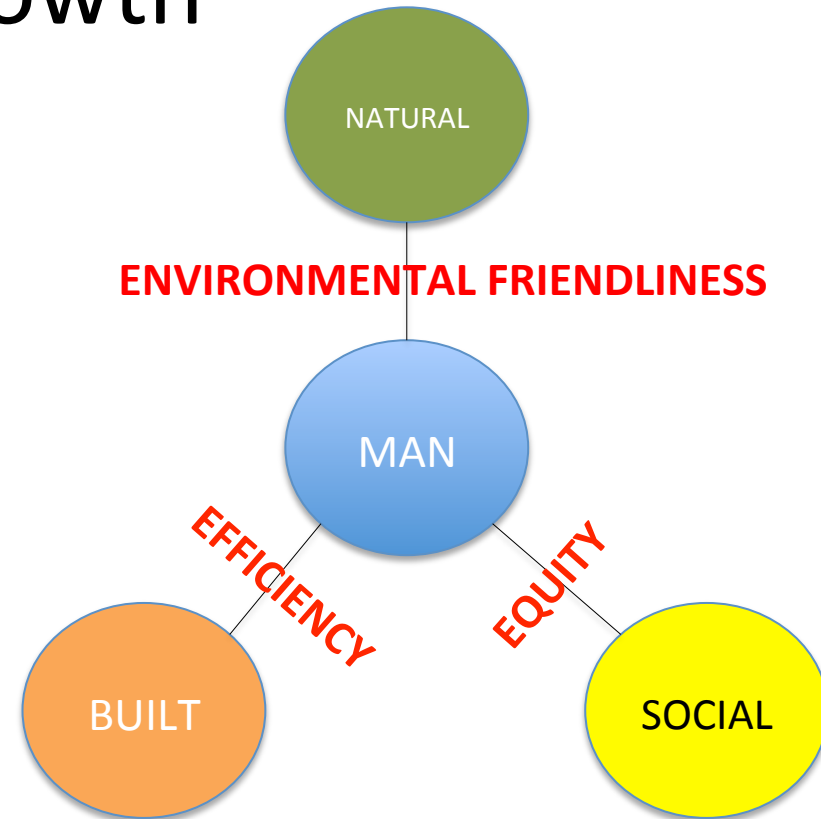 NATURAL
ENVIRONMENTAL FRIENDLINESS
MAN
EFFICIENCY
EQUITY
BUILT
SOCIAL